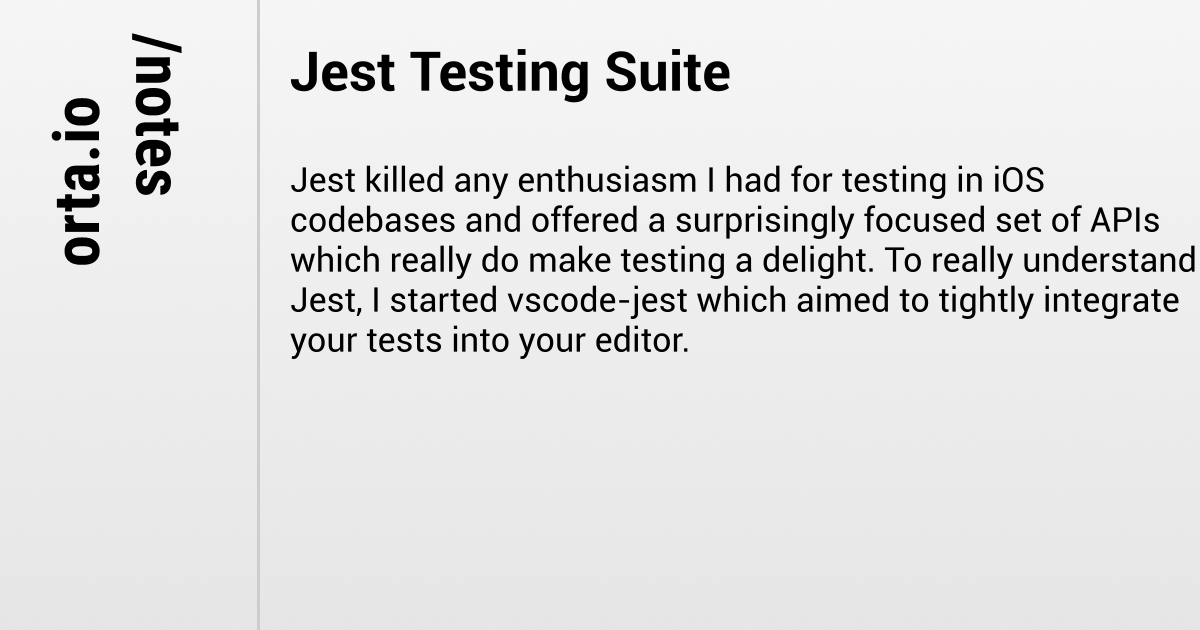 orta.io
/notes
Jest Testing Suite
Jest killed any enthusiasm I had for testing in iOS
codebases and offered a surprisingly focused set of APIs
which really do make testing a delight. To really understand
Jest, I started vscode-jest which aimed to tightly integrate
your tests into your editor.